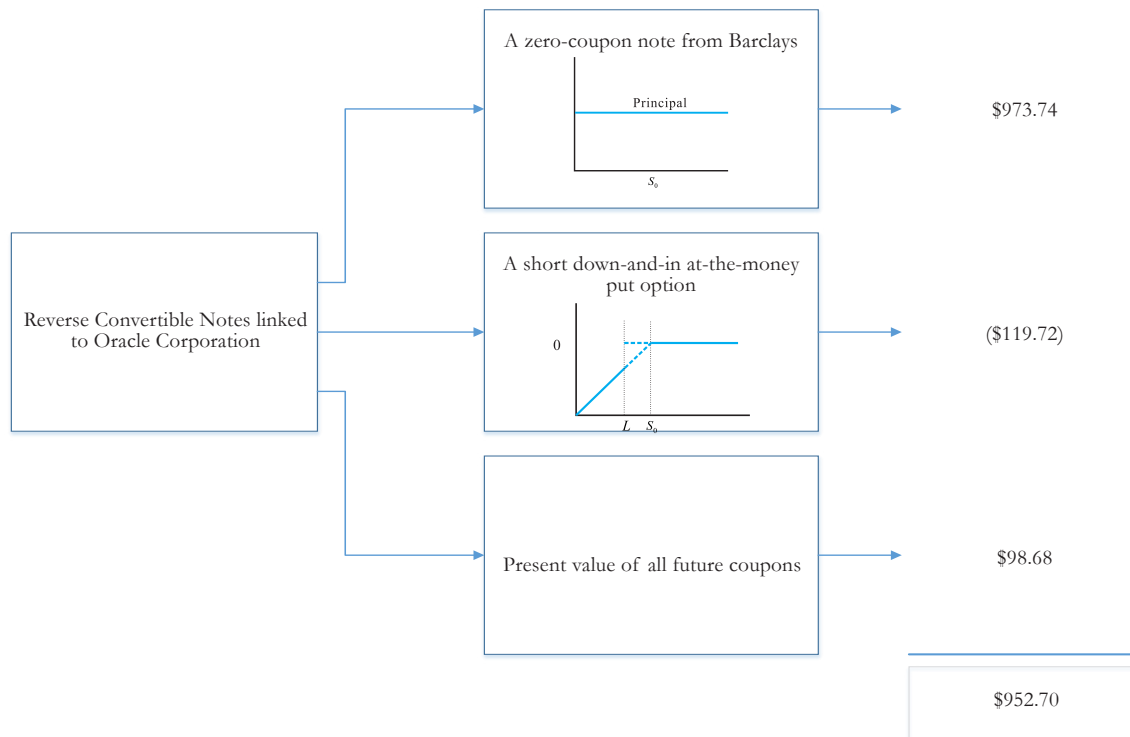 A zero-coupon note from Barclays
Principal
S₀
$973.74
Reverse Convertible Notes linked
to Oracle Corporation
A short down-and-in at-the-money
put option
0
L S₀
($119.72)
Present value of all future coupons
$98.68
$952.70